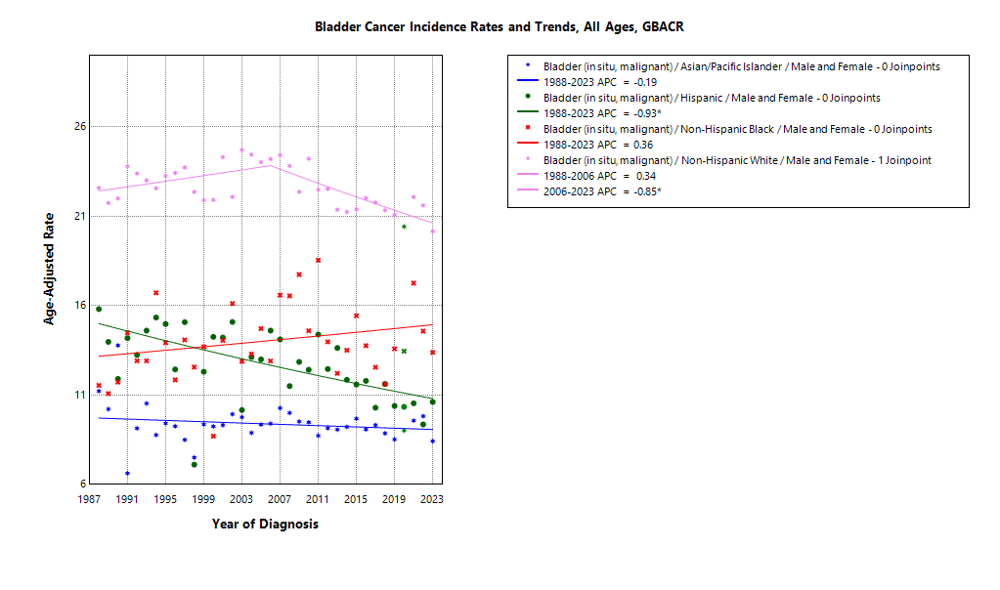 Bladder Cancer Incidence Rates and Trends, All Ages, GBACR
Bladder (in situ, malignant) / Asian/Pacific Islander / Male and Female - 0 Joinpoints
1988-2023 APC = -0.19
Bladder (in situ, malignant) / Hispanic / Male and Female - 0 Joinpoints
1988-2023 APC = -0.93*
Bladder (in situ, malignant) / Non-Hispanic Black / Male and Female - 0 Joinpoints
1988-2023 APC = 0.36
Bladder (in situ, malignant) / Non-Hispanic White / Male and Female - 1 Joinpoint
1988-2006 APC = 0.34
2006-2023 APC = -0.85*
Age-Adjusted Rate
26
21
16
11
6
1987 1991 1995 1999 2003 2007 2011 2015 2019 2023
Year of Diagnosis